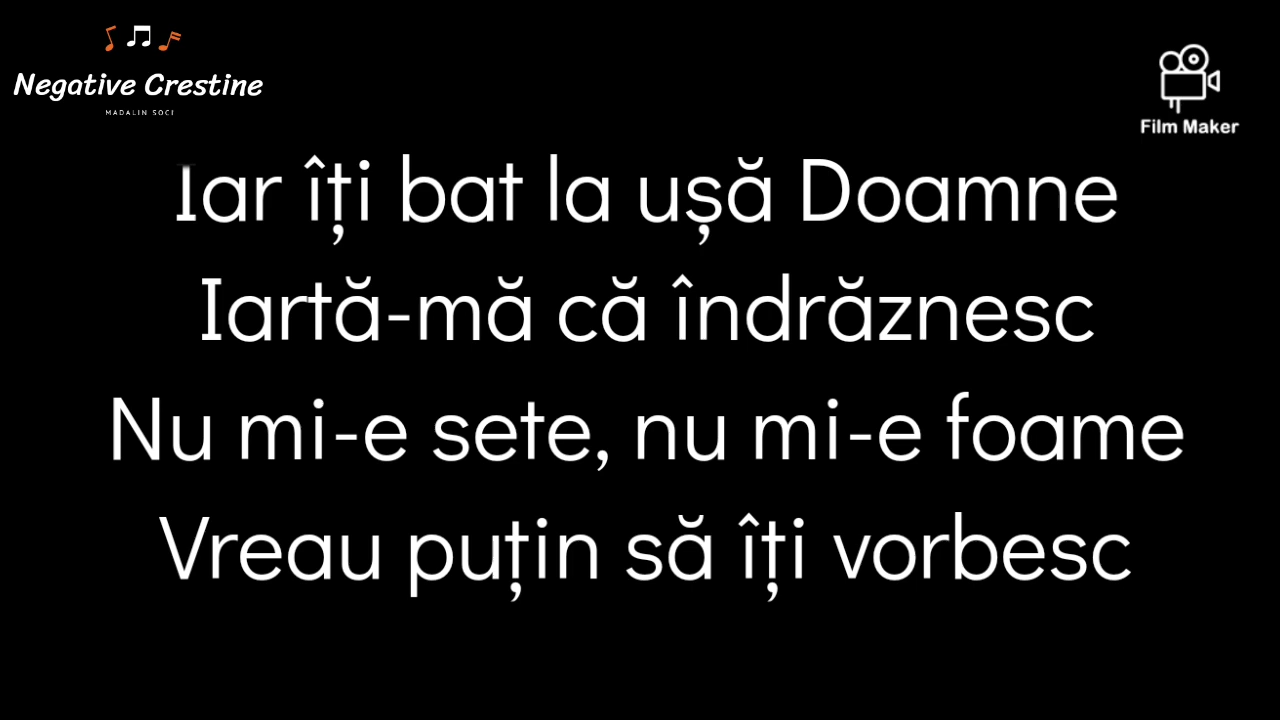 Negative Crestine
MADALIN SOCI
Film Maker
Iar îți bat la ușă Doamne
Iartă-mă că îndrăznesc
Nu mi-e sete, nu mi-e foame
Vreau puțin să îți vorbesc